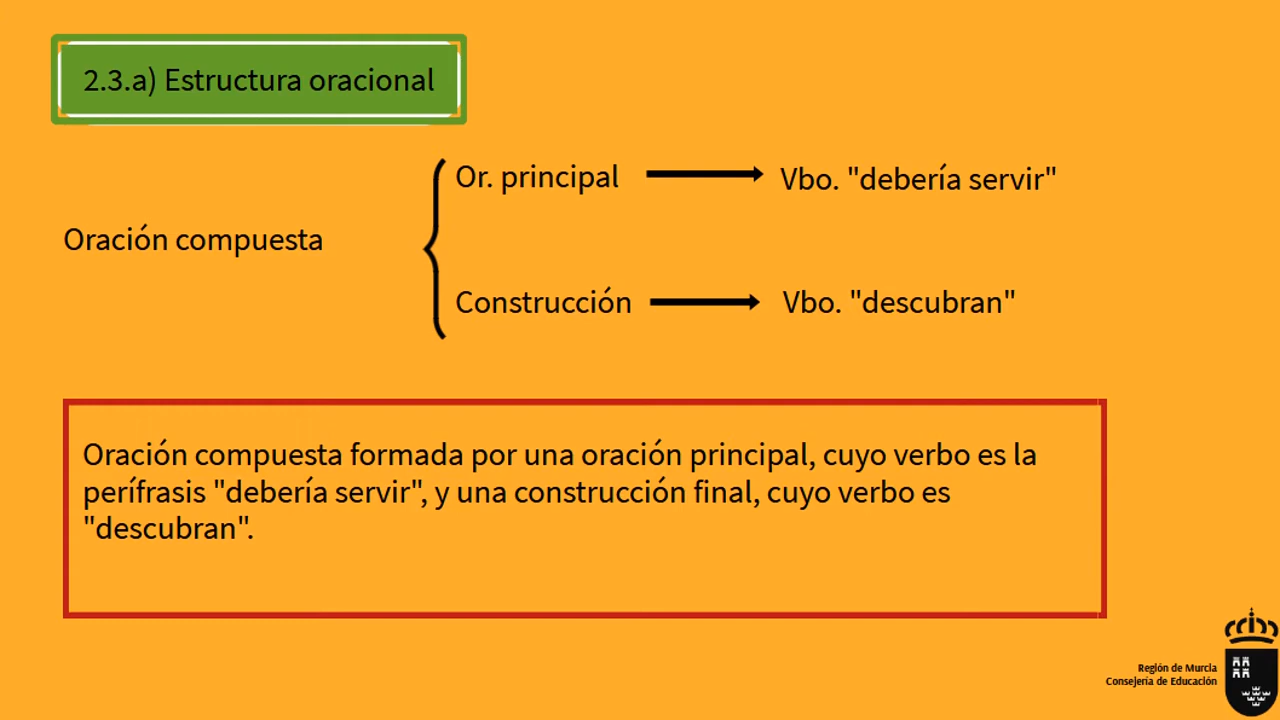 2.3.a) Estructura oracional
Or. principal
Vbo. "debería servir"
Oración compuesta
Construcción
Vbo. "descubran"
Oración compuesta formada por una oración principal, cuyo verbo es la
perífrasis "debería servir", y una construcción final, cuyo verbo es
"descubran".
Región de Murcia
Consejería de Educación